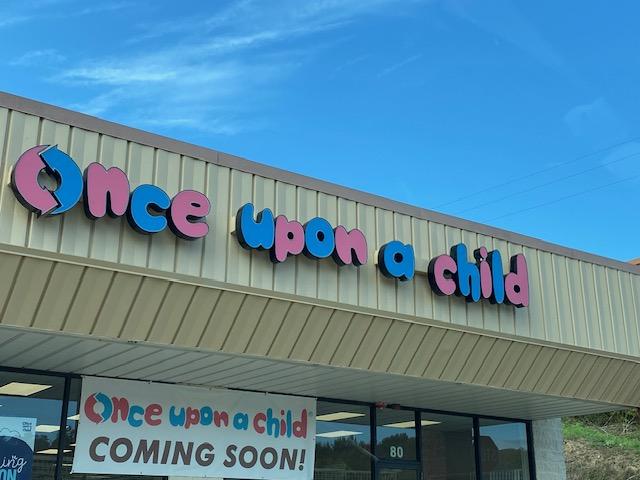 Once upon a child
Once upon a child
COMING SOON!
80